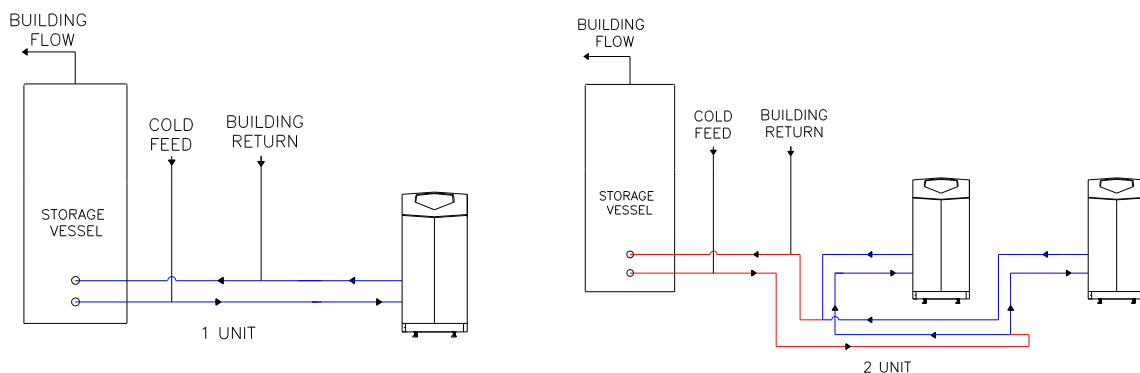 BUILDING
FLOW
COLD
FEED
BUILDING
RETURN
STORAGE
VESSEL
1 UNIT
BUILDING
FLOW
COLD
FEED
BUILDING
RETURN
STORAGE
VESSEL
2 UNIT